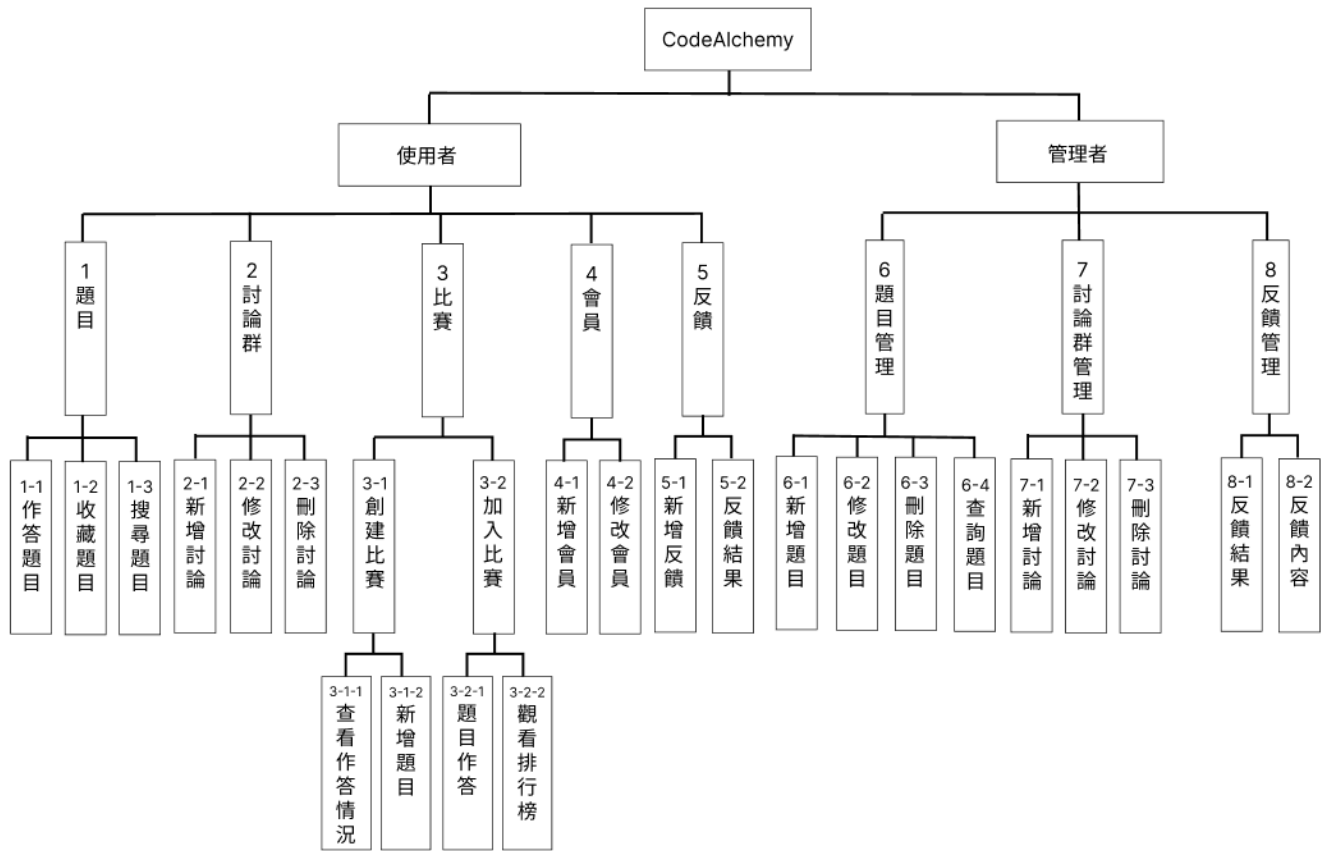 CodeAlchemy
使用者
管理者
1
題目
2
討論群
3
比賽
4
會員
5
反饋
6
題目管理
7
討論群管理
8
反饋管理
1-1
作答題目
1-2
收藏題目
1-3
搜尋題目
2-1
新增討論
2-2
修改討論
2-3
刪除討論
3-1
創建比賽
3-2
加入比賽
4-1
新增會員
4-2
修改會員
5-1
新增反饋
5-2
反饋結果
6-1
新增題目
6-2
修改題目
6-3
刪除題目
6-4
查詢題目
7-1
新增討論
7-2
修改討論
7-3
刪除討論
8-1
反饋結果
8-2
反饋內容
3-1-1
查看作答情況
3-1-2
新增題目
3-2-1
題目作答
3-2-2
觀看排行榜